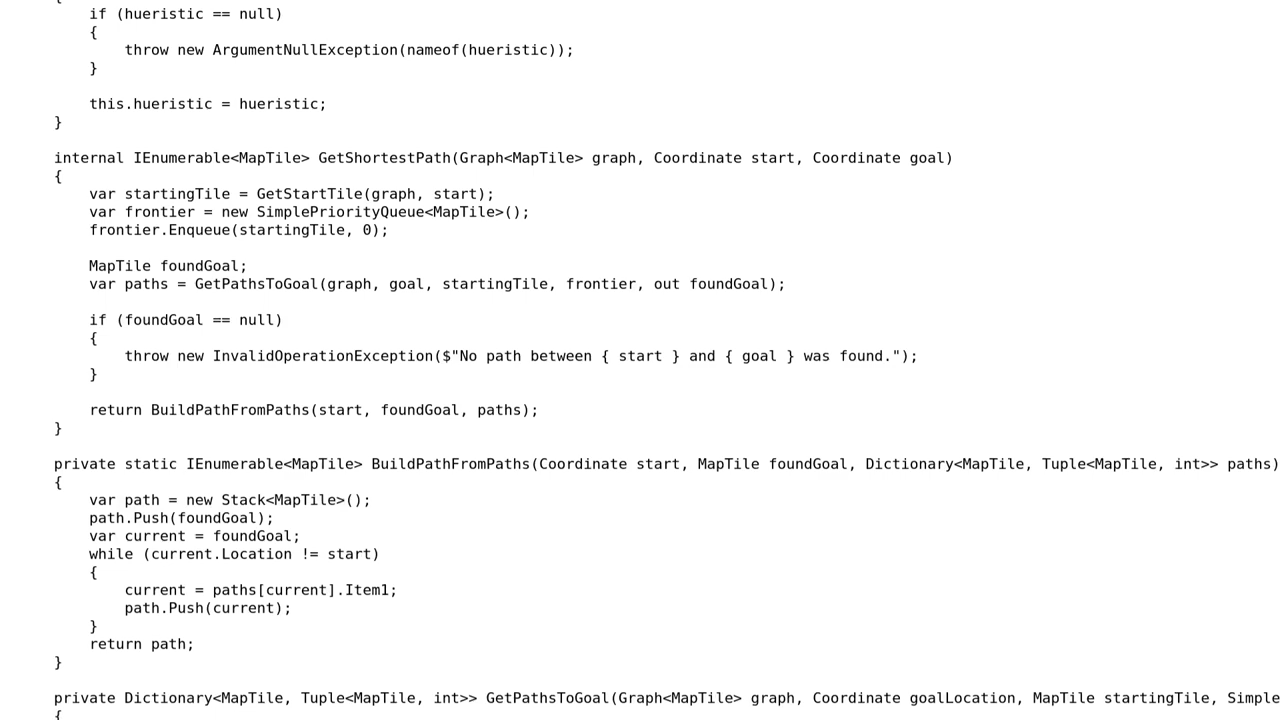 {
if (hueristic == null)
{
throw new ArgumentNullException(nameof(hueristic));
}
this.hueristic = hueristic;
}
internal IEnumerable<MapTile> GetShortestPath(Graph<MapTile> graph, Coordinate start, Coordinate goal)
{
var startingTile = GetStartTile(graph, start);
var frontier = new SimplePriorityQueue<MapTile>();
frontier.Enqueue(startingTile, 0);
MapTile foundGoal;
var paths = GetPathsToGoal(graph, goal, startingTile, frontier, out foundGoal);
if (foundGoal == null)
{
throw new InvalidOperationException($"No path between { start } and { goal } was found.");
}
return BuildPathFromPaths(start, foundGoal, paths);
}
private static IEnumerable<MapTile> BuildPathFromPaths(Coordinate start, MapTile foundGoal, Dictionary<MapTile, Tuple<MapTile, int>> paths)
{
var path = new Stack<MapTile>();
path.Push(foundGoal);
var current = foundGoal;
while (current.Location != start)
{
current = paths[current].Item1;
path.Push(current);
}
return path;
}
private Dictionary<MapTile, Tuple<MapTile, int>> GetPathsToGoal(Graph<MapTile> graph, Coordinate goalLocation, MapTile startingTile, Simple
{